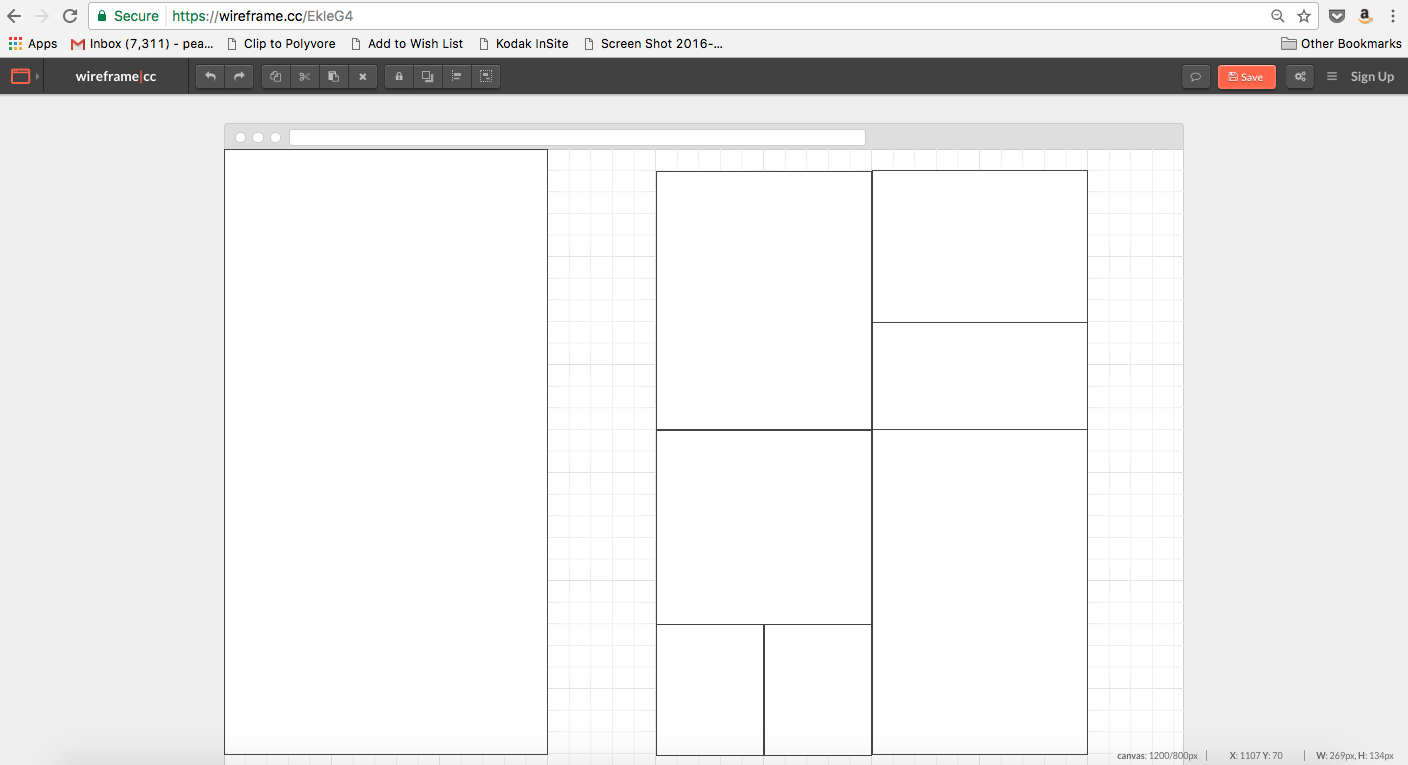 Secure https://wireframe.cc/EkleG4
Apps Inbox (7,311) - pea... Clip to Polyvore Add to Wish List Kodak InSite Screen Shot 2016-... Other Bookmarks
wireframe|cc Save Sign Up
canvas: 1200/800px X: 1107 Y: 70 W: 269px, H: 134px